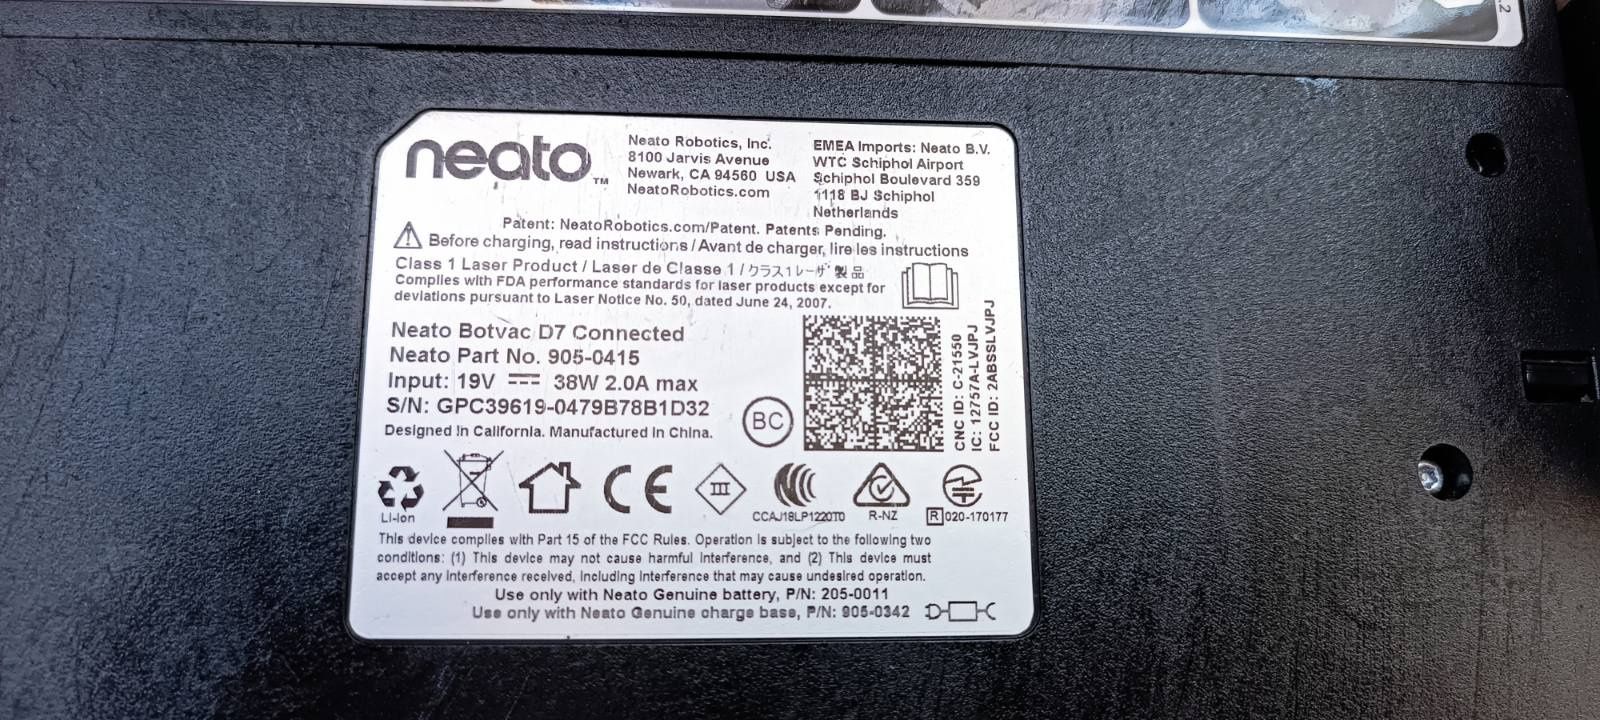 neato™
Neato Robotics, Inc.
8100 Jarvis Avenue
Newark, CA 94560 USA
NeatoRobotics.com
EMEA Imports: Neato B.V.
WTC Schiphol Airport
Schiphol Boulevard 359
1118 BJ Schiphol
Netherlands
Patent: NeatoRobotics.com/Patent. Patents Pending.
Before charging, read instructions / Avant de charger, lire les instructions
Class 1 Laser Product / Laser de Classe 1 / クラス1レーザ製品
Complies with FDA performance standards for laser products except for
deviations pursuant to Laser Notice No. 50, dated June 24, 2007.
Neato Botvac D7 Connected
Neato Part No. 905-0415
Input: 19V 38W 2.0A max
S/N: GPC39619-0479B78B1D32
Designed in California. Manufactured in China.
BC
CNC ID: C-21550
IC: 12757A-LVJPJ
FCC ID: 2ABSSLVJPJ
Li-Ion
CE
III
CCAJ18LP1220T0
R-NZ
R 020-170177
This device complies with Part 15 of the FCC Rules. Operation is subject to the following two
conditions: (1) This device may not cause harmful interference, and (2) This device must
accept any interference received, including interference that may cause undesired operation.
Use only with Neato Genuine battery, P/N: 205-0011
Use only with Neato Genuine charge base, P/N: 905-0342